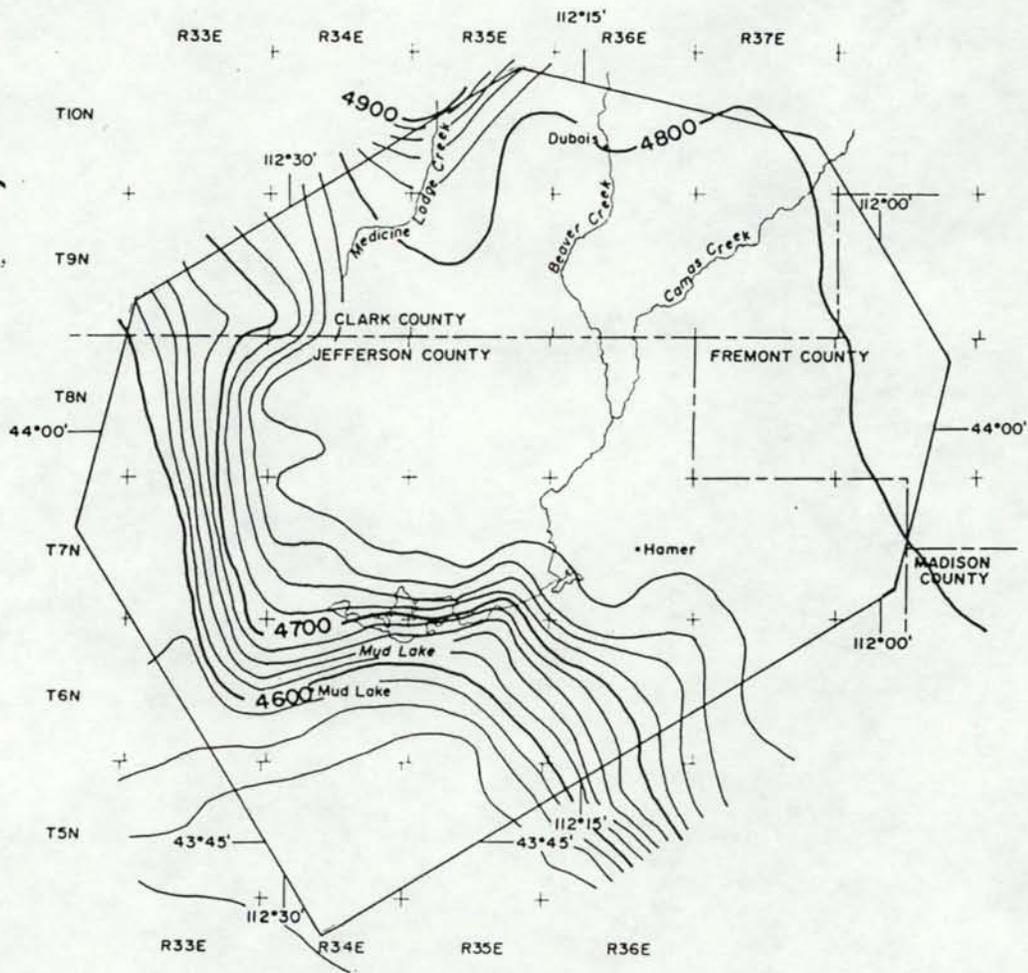 112°15'
R33E R34E R35E R36E R37E
4900
T10N
Dubois 4800
112°30'
Medicine Lodge Creek
112°00'
Beaver Creek
Camas Creek
T9N
CLARK COUNTY
JEFFERSON COUNTY FREMONT COUNTY
T8N
44°00' 44°00'
T7N
Hamer
MADISON
COUNTY
4700
112°00'
Mud Lake
4600 Mud Lake
T6N
112°15'
T5N
43°45' 43°45'
112°30'
R33E R34E R35E R36E